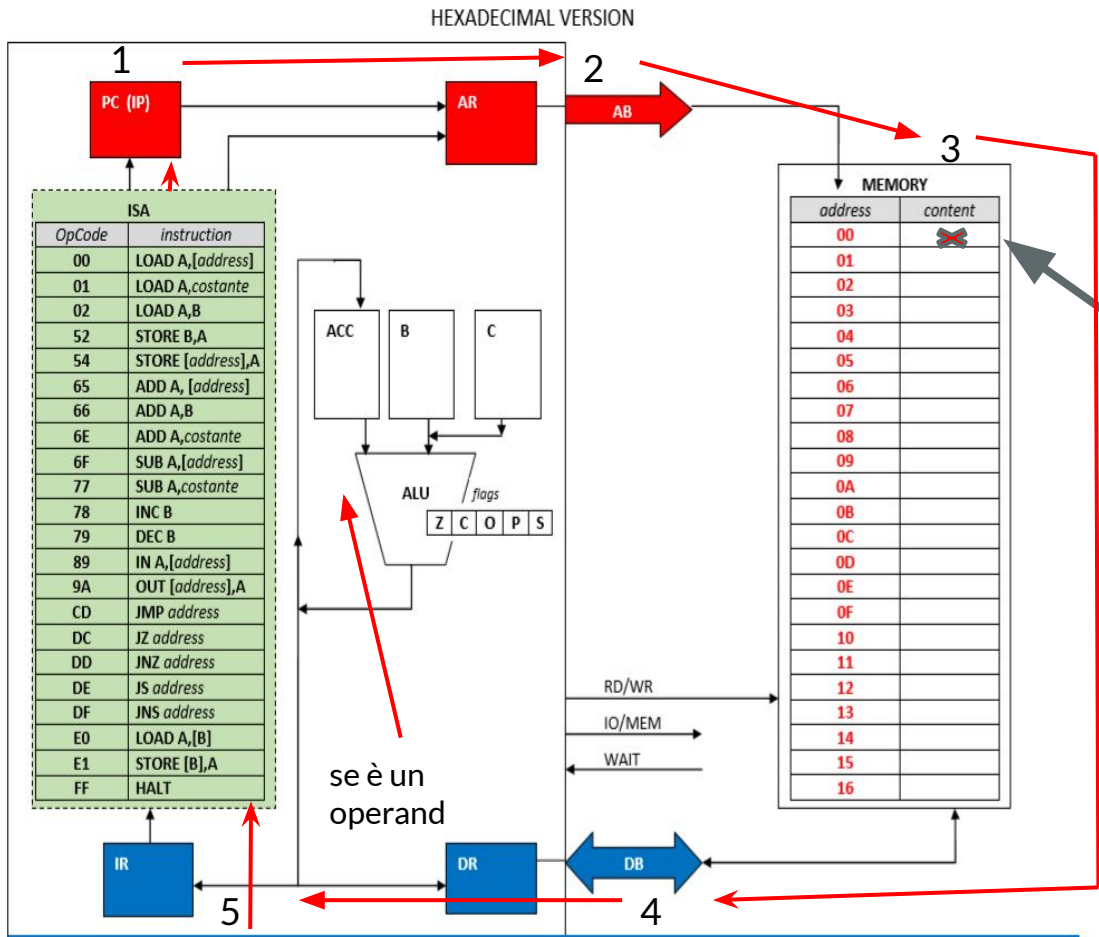 HEXADECIMAL VERSION
1
2
PC (IP)
AR
AB
3
MEMORY
address content
00
01
02
03
04
05
06
07
08
09
0A
0B
0C
0D
0E
0F
10
11
12
13
14
15
16
ISA
OpCode instruction
00 LOAD A,[address]
01 LOAD A,costante
02 LOAD A,B
52 STORE B,A
54 STORE [address],A
65 ADD A, [address]
66 ADD A,B
6E ADD A,costante
6F SUB A,[address]
77 SUB A,costante
78 INC B
79 DEC B
89 IN A,[address]
9A OUT [address],A
CD JMP address
DC JZ address
DD JNZ address
DE JS address
DF JNS address
E0 LOAD A,[B]
E1 STORE [B],A
FF HALT
ACC B C
ALU
flags
Z C O P S
RD/WR
IO/MEM
WAIT
se è un
operand
IR
DR
DB
5
4